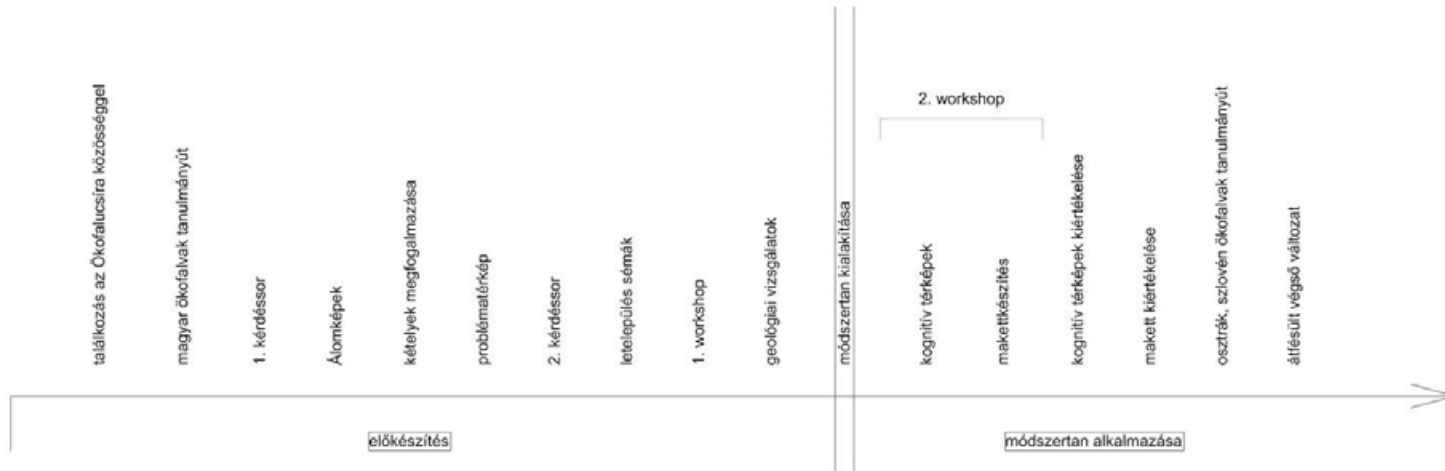 találkozás az Ökofalucsíra közösséggel
magyar ökofalvak tanulmányút
1. kérdéssor
Álomképek
kételyek megfogalmazása
problématérkép
2. kérdéssor
letelepülés sémák
1. workshop
geológiai vizsgálatok
módszertan kialakítása
2. workshop
kognitív térképek
makettkészítés
kognitív térképek kiértékelése
makett kiértékelése
osztrák, szlovén ökofalvak tanulmányút
átfésült végső változat
előkészítés
módszertan alkalmazása